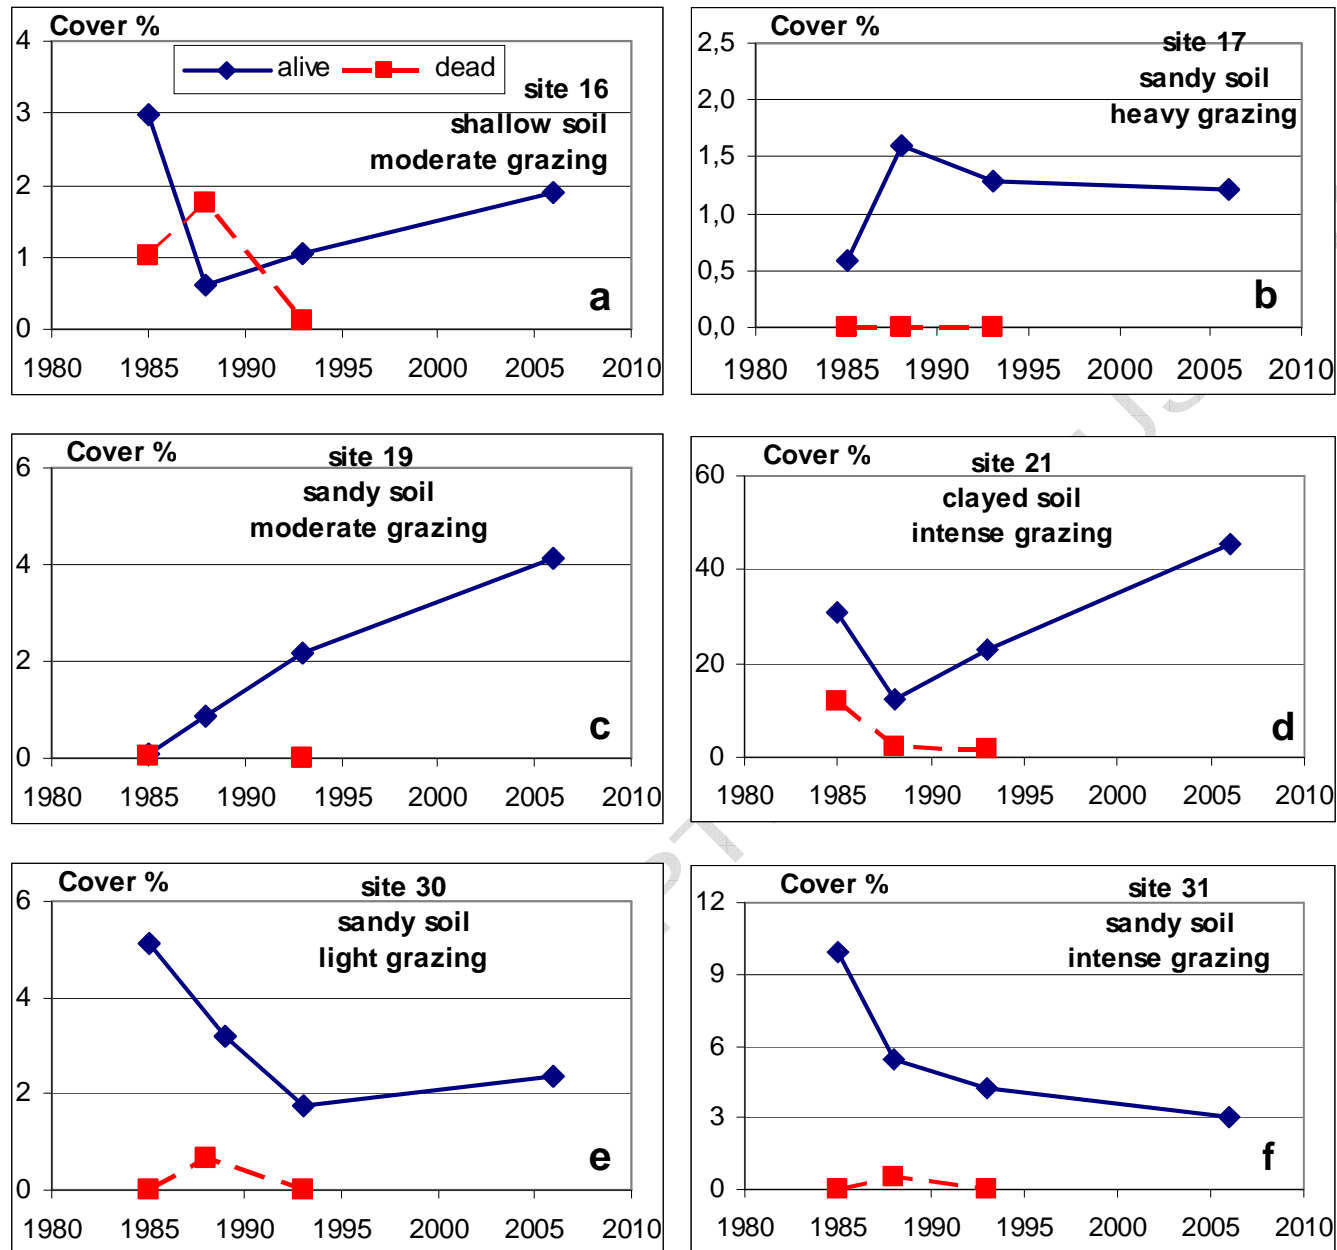 Cover %
4
3
2
1
0
alive dead
site 16
shallow soil
moderate grazing
a
1980 1985 1990 1995 2000 2005 2010
Cover %
2,5
2,0
1,5
1,0
0,5
0,0
site 17
sandy soil
heavy grazing
b
1980 1985 1990 1995 2000 2005 2010
Cover %
6
4
2
0
site 19
sandy soil
moderate grazing
c
1980 1985 1990 1995 2000 2005 2010
Cover %
60
40
20
0
site 21
clayed soil
intense grazing
d
1980 1985 1990 1995 2000 2005 2010
Cover %
6
4
2
0
site 30
sandy soil
light grazing
e
1980 1985 1990 1995 2000 2005 2010
Cover %
12
9
6
3
0
site 31
sandy soil
intense grazing
f
1980 1985 1990 1995 2000 2005 2010